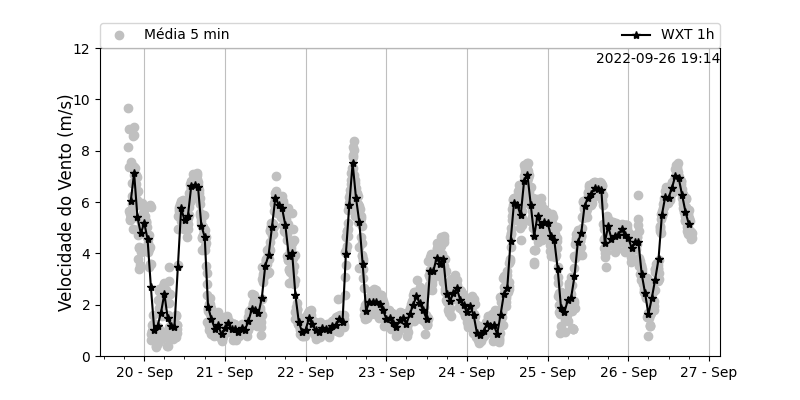 Média 5 min
WXT 1h
2022-09-26 19:14
Velocidade do Vento (m/s)
12
10
8
6
4
2
0
20 - Sep 21 - Sep 22 - Sep 23 - Sep 24 - Sep 25 - Sep 26 - Sep 27 - Sep